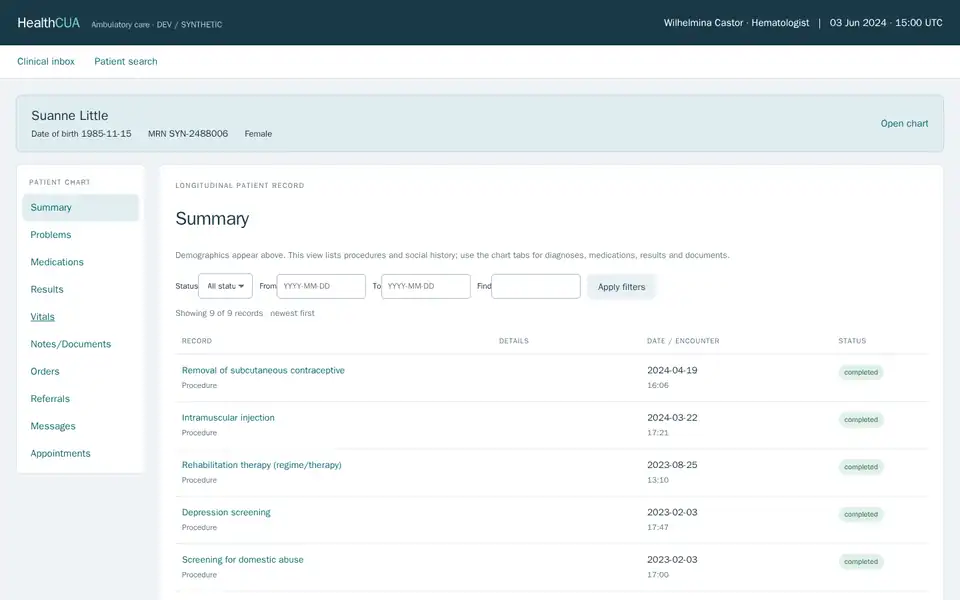 HealthCUA Ambulatory care · DEV / SYNTHETIC Wilhelmina Castor · Hematologist | 03 Jun 2024 · 15:00 UTC
Clinical inbox Patient search
Suanne Little
Date of birth 1985-11-15 MRN SYN-2488006 Female
Open chart
PATIENT CHART
Summary
Problems
Medications
Results
Vitals
Notes/Documents
Orders
Referrals
Messages
Appointments
LONGITUDINAL PATIENT RECORD
Summary
Demographics appear above. This view lists procedures and social history; use the chart tabs for diagnoses, medications, results and documents.
Status All statu From YYYY-MM-DD To YYYY-MM-DD Find Apply filters
Showing 9 of 9 records newest first
RECORD DETAILS DATE / ENCOUNTER STATUS
Removal of subcutaneous contraceptive 2024-04-19 completed
Procedure 16:06
Intramuscular injection 2024-03-22 completed
Procedure 17:21
Rehabilitation therapy (regime/therapy) 2023-08-25 completed
Procedure 13:10
Depression screening 2023-02-03 completed
Procedure 17:47
Screening for domestic abuse 2023-02-03 completed
Procedure 17:00